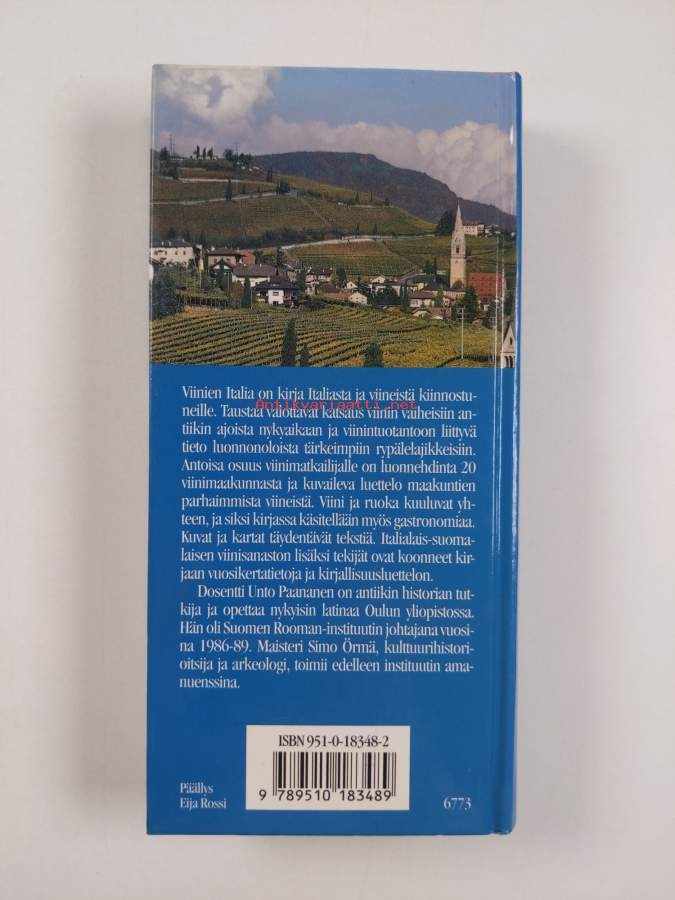 Viinien Italia on kirja Italiasta ja viineistä kiinnostu-
neille. Taustaa valottavat katsaus viinin vaiheisiin an-
Antikvariaatti.net
tiikin ajoista nykyaikaan ja viinintuotantoon liittyvä
tieto luonnonoloista tärkeimpiin rypälelajikkeisiin.
Antoisa osuus viinimatkailijalle on luonnehdinta 20
viinimaakunnasta ja kuvaileva luettelo maakuntien
parhaimmista viineistä. Viini ja ruoka kuuluvat yh-
teen, ja siksi kirjassa käsitellään myös gastronomiaa.
Kuvat ja kartat täydentävät tekstiä. Italialais-suoma-
laisen viinisanaston lisäksi tekijät ovat koonneet kir-
jaan vuosikertatietoja ja kirjallisuusluettelon.
Dosentti Unto Paananen on antiikin historian tut-
kija ja opettaa nykyisin latinaa Oulun yliopistossa.
Hän oli Suomen Rooman-instituutin johtajana vuosi-
na 1986-89. Maisteri Simo Örmä, kulttuurihistori-
oitsija ja arkeologi, toimii edelleen instituutin ama-
nuenssina.
ISBN 951-0-18348-2
9 789510 183489
Päällys
Eija Rossi
6773